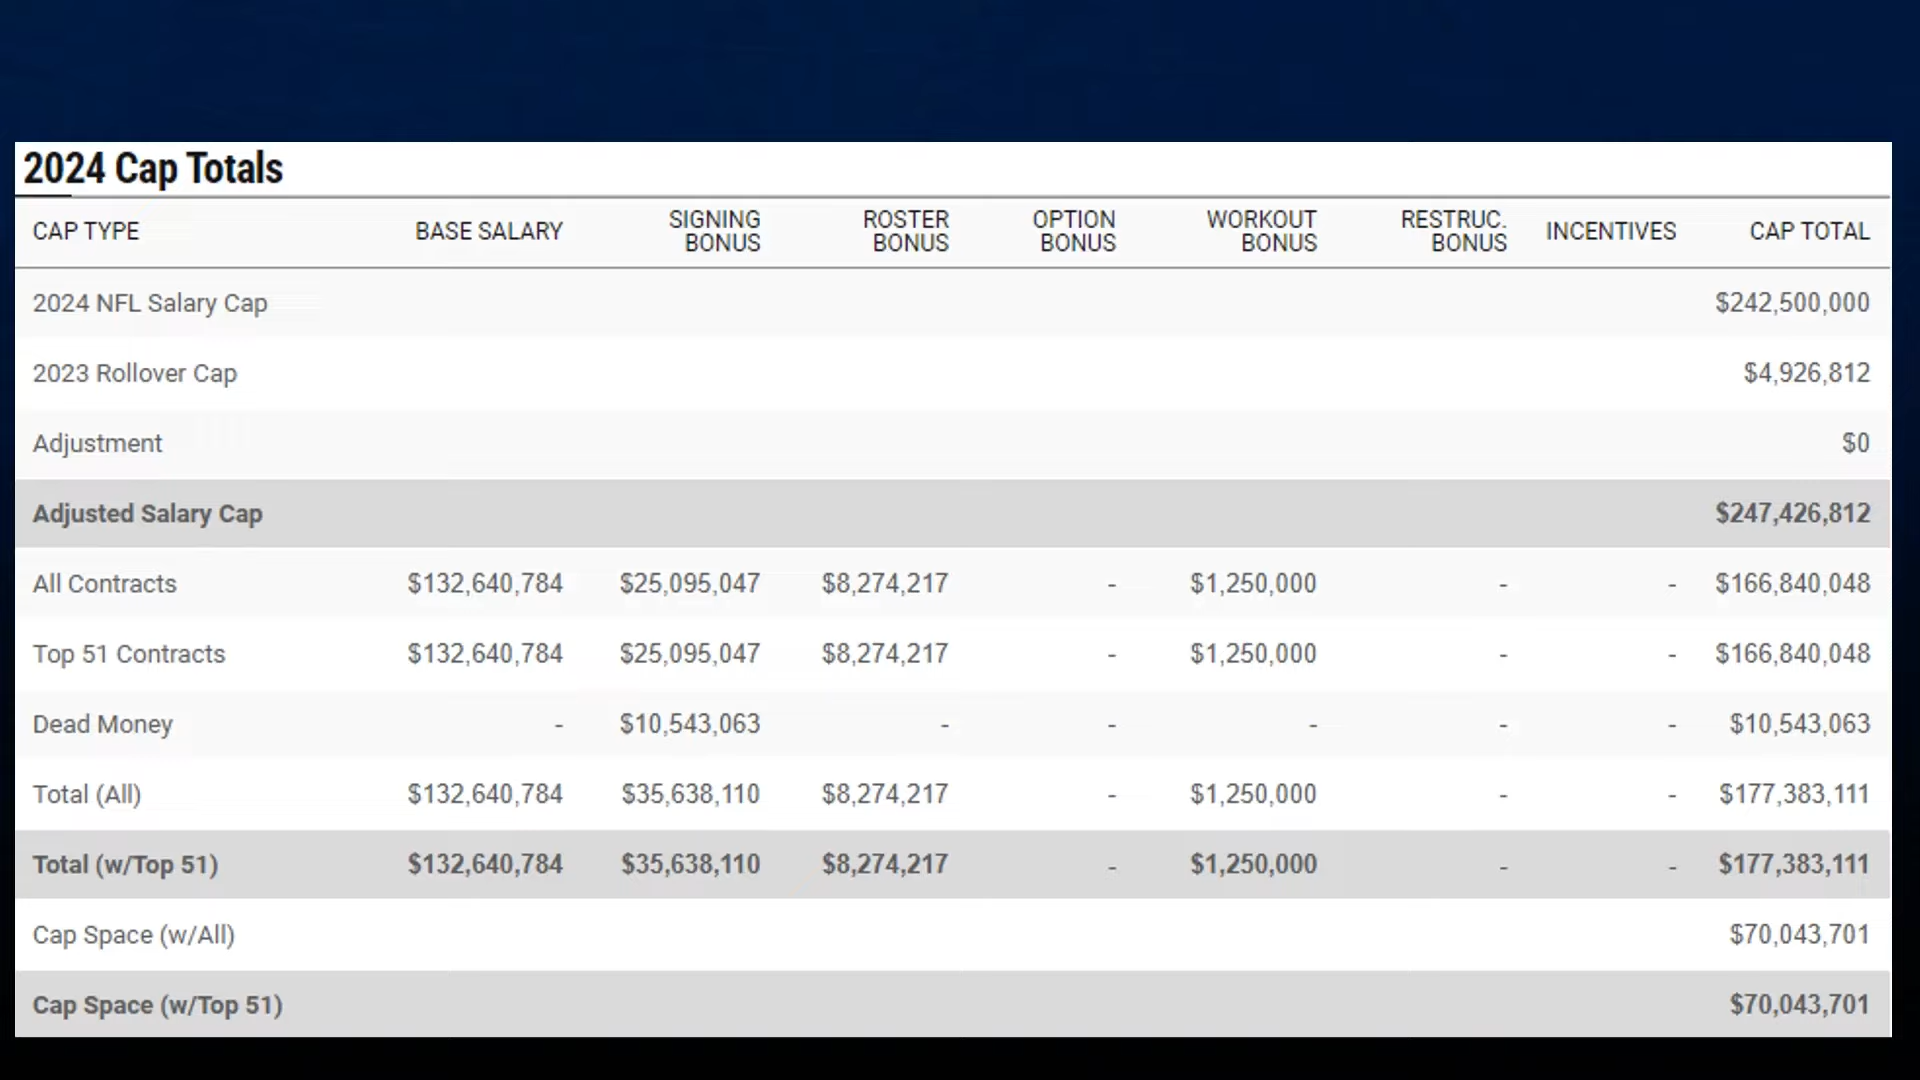 2024 Cap Totals
CAP TYPE BASE SALARY SIGNING BONUS ROSTER BONUS OPTION BONUS WORKOUT BONUS RESTRUC. BONUS INCENTIVES CAP TOTAL
2024 NFL Salary Cap $242,500,000
2023 Rollover Cap $4,926,812
Adjustment $0
Adjusted Salary Cap $247,426,812
All Contracts $132,640,784 $25,095,047 $8,274,217 - $1,250,000 - - $166,840,048
Top 51 Contracts $132,640,784 $25,095,047 $8,274,217 - $1,250,000 - - $166,840,048
Dead Money - $10,543,063 - - - - - $10,543,063
Total (All) $132,640,784 $35,638,110 $8,274,217 - $1,250,000 - - $177,383,111
Total (w/Top 51) $132,640,784 $35,638,110 $8,274,217 - $1,250,000 - - $177,383,111
Cap Space (w/All) $70,043,701
Cap Space (w/Top 51) $70,043,701